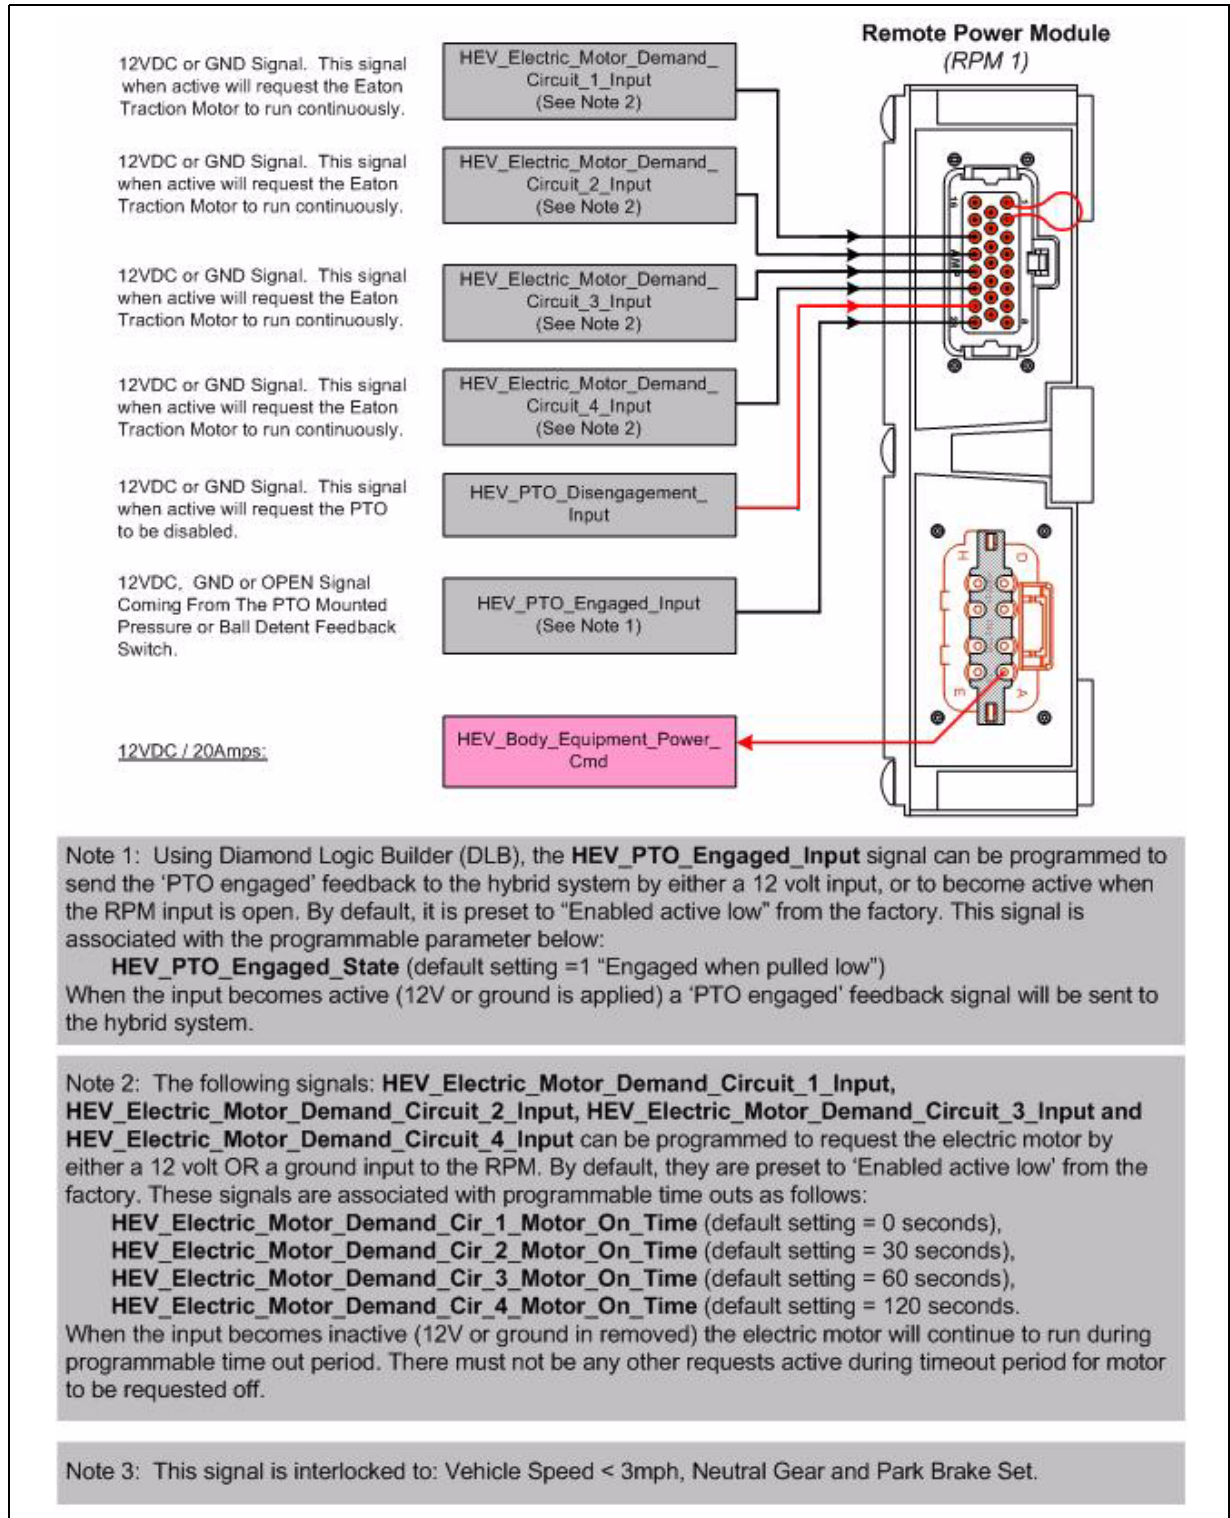 Remote Power Module
(RPM 1)
12VDC or GND Signal. This signal
when active will request the Eaton
Traction Motor to run continuously.
HEV_Electric_Motor_Demand_
Circuit_1_Input
(See Note 2)
12VDC or GND Signal. This signal
when active will request the Eaton
Traction Motor to run continuously.
HEV_Electric_Motor_Demand_
Circuit_2_Input
(See Note 2)
12VDC or GND Signal. This signal
when active will request the Eaton
Traction Motor to run continuously.
HEV_Electric_Motor_Demand_
Circuit_3_Input
(See Note 2)
12VDC or GND Signal. This signal
when active will request the Eaton
Traction Motor to run continuously.
HEV_Electric_Motor_Demand_
Circuit_4_Input
(See Note 2)
12VDC or GND Signal. This signal
when active will request the PTO
to be disabled.
HEV_PTO_Disengagement_
Input
12VDC, GND or OPEN Signal
Coming From The PTO Mounted
Pressure or Ball Detent Feedback
Switch.
HEV_PTO_Engaged_Input
(See Note 1)
12VDC / 20Amps:
HEV_Body_Equipment_Power_
Cmd
16
1
AMP
8
H
D
E
A
Note 1: Using Diamond Logic Builder (DLB), the HEV_PTO_Engaged_Input signal can be programmed to
send the ‘PTO engaged’ feedback to the hybrid system by either a 12 volt input, or to become active when
the RPM input is open. By default, it is preset to “Enabled active low” from the factory. This signal is
associated with the programmable parameter below:
HEV_PTO_Engaged_State (default setting =1 “Engaged when pulled low”)
When the input becomes active (12V or ground is applied) a ‘PTO engaged’ feedback signal will be sent to
the hybrid system.
Note 2: The following signals: HEV_Electric_Motor_Demand_Circuit_1_Input,
HEV_Electric_Motor_Demand_Circuit_2_Input, HEV_Electric_Motor_Demand_Circuit_3_Input and
HEV_Electric_Motor_Demand_Circuit_4_Input can be programmed to request the electric motor by
either a 12 volt OR a ground input to the RPM. By default, they are preset to ‘Enabled active low’ from the
factory. These signals are associated with programmable time outs as follows:
HEV_Electric_Motor_Demand_Cir_1_Motor_On_Time (default setting = 0 seconds),
HEV_Electric_Motor_Demand_Cir_2_Motor_On_Time (default setting = 30 seconds),
HEV_Electric_Motor_Demand_Cir_3_Motor_On_Time (default setting = 60 seconds),
HEV_Electric_Motor_Demand_Cir_4_Motor_On_Time (default setting = 120 seconds.
When the input becomes inactive (12V or ground in removed) the electric motor will continue to run during
programmable time out period. There must not be any other requests active during timeout period for motor
to be requested off.
Note 3: This signal is interlocked to: Vehicle Speed < 3mph, Neutral Gear and Park Brake Set.